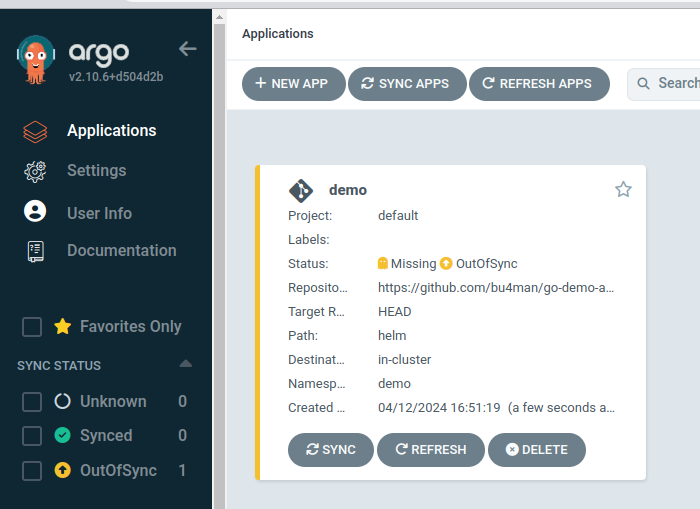 argo
v2.10.6+d504d2b
Applications
Settings
User Info
Documentation
Favorites Only
SYNC STATUS
Unknown 0
Synced 0
OutOfSync 1
Applications
NEW APP SYNC APPS REFRESH APPS Search
demo
Project: default
Labels:
Status: Missing OutOfSync
Reposito... https://github.com/bu4man/go-demo-a...
Target R... HEAD
Path: helm
Destinat... in-cluster
Namesp... demo
Created ... 04/12/2024 16:51:19 (a few seconds a...
SYNC REFRESH DELETE